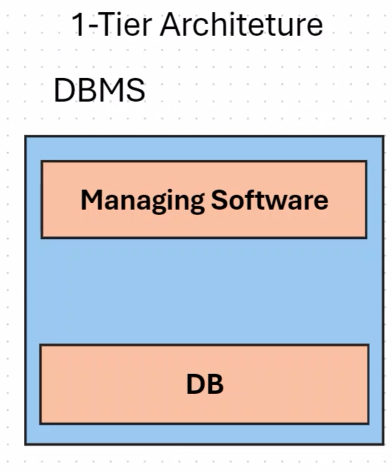 1-Tier Architeture
DBMS
Managing Software
DB